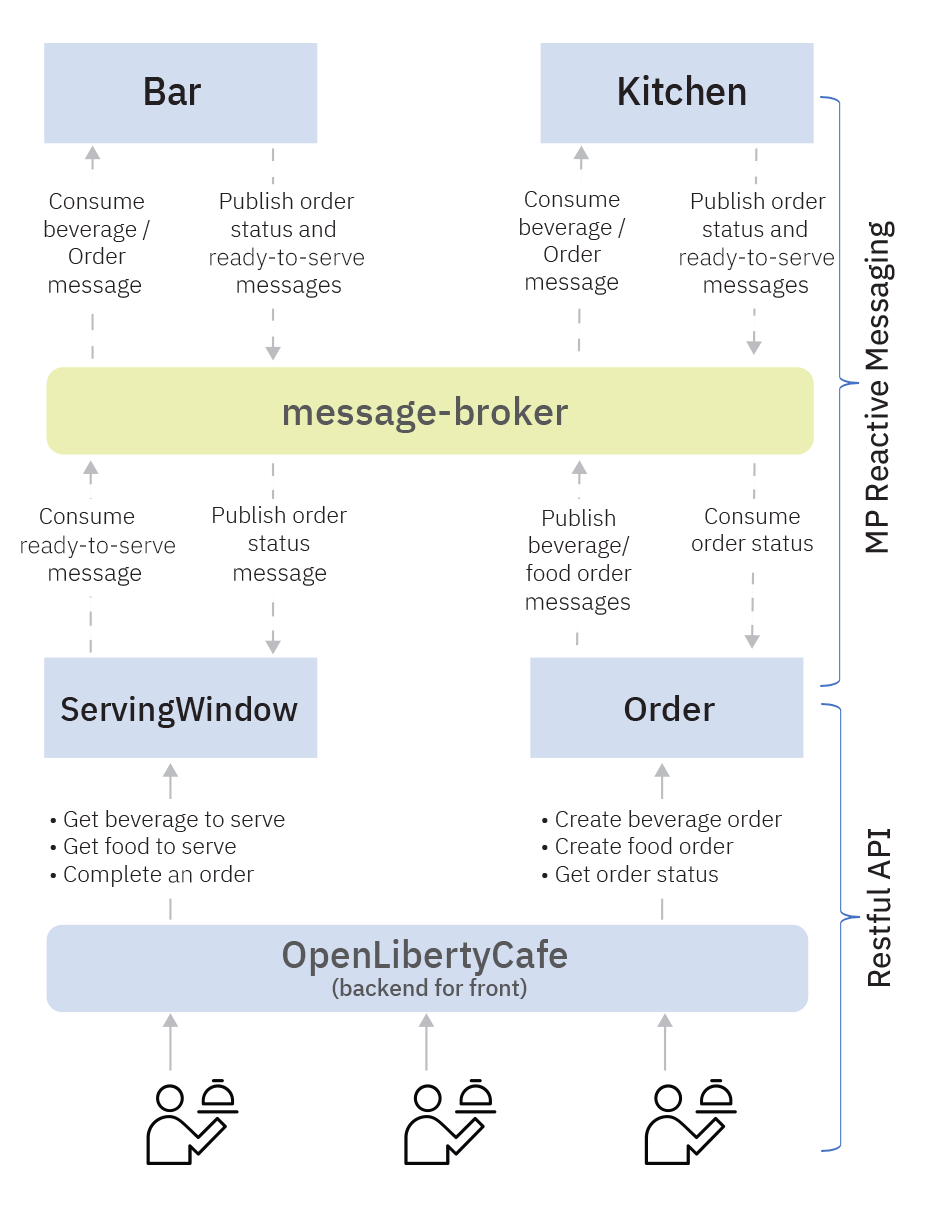 Bar
Kitchen
Consume
beverage /
Order
message
Publish order
status and
ready-to-serve
messages
Consume
beverage /
Order
message
Publish order
status and
ready-to-serve
messages
MP Reactive Messaging
message-broker
Consume
ready-to-serve
message
Publish order
status
message
Publish
beverage/
food order
messages
Consume
order status
ServingWindow
Order
• Get beverage to serve
• Get food to serve
• Complete an order
• Create beverage order
• Create food order
• Get order status
Restful API
OpenLibertyCafe
(backend for front)